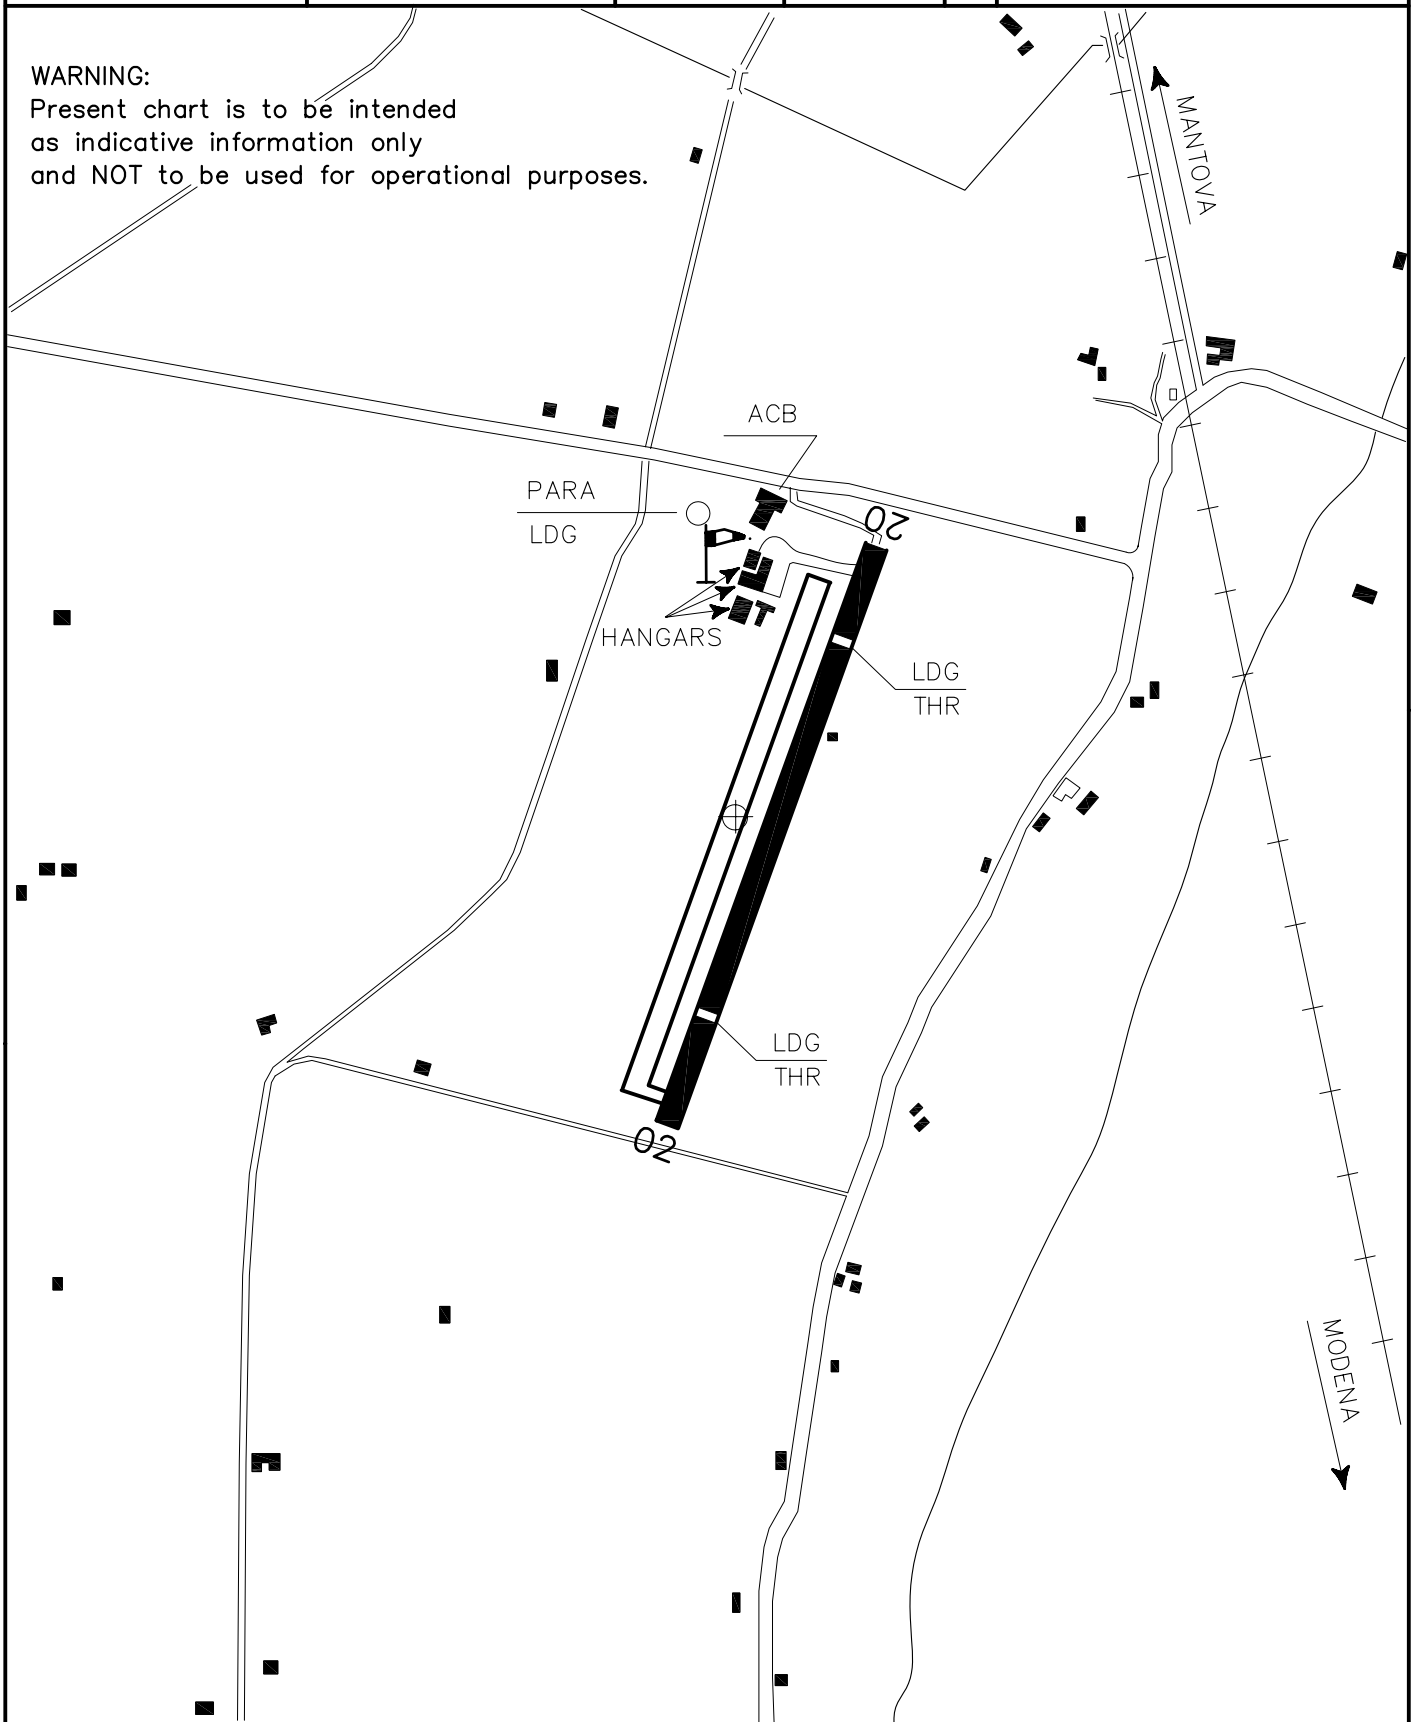 WARNING:
Present chart is to be intended
as indicative information only
and NOT to be used for operational purposes.
MANTOVA
ACB
PARA
LDG
20
HANGARS
LDG
THR
LDG
THR
02
MODENA